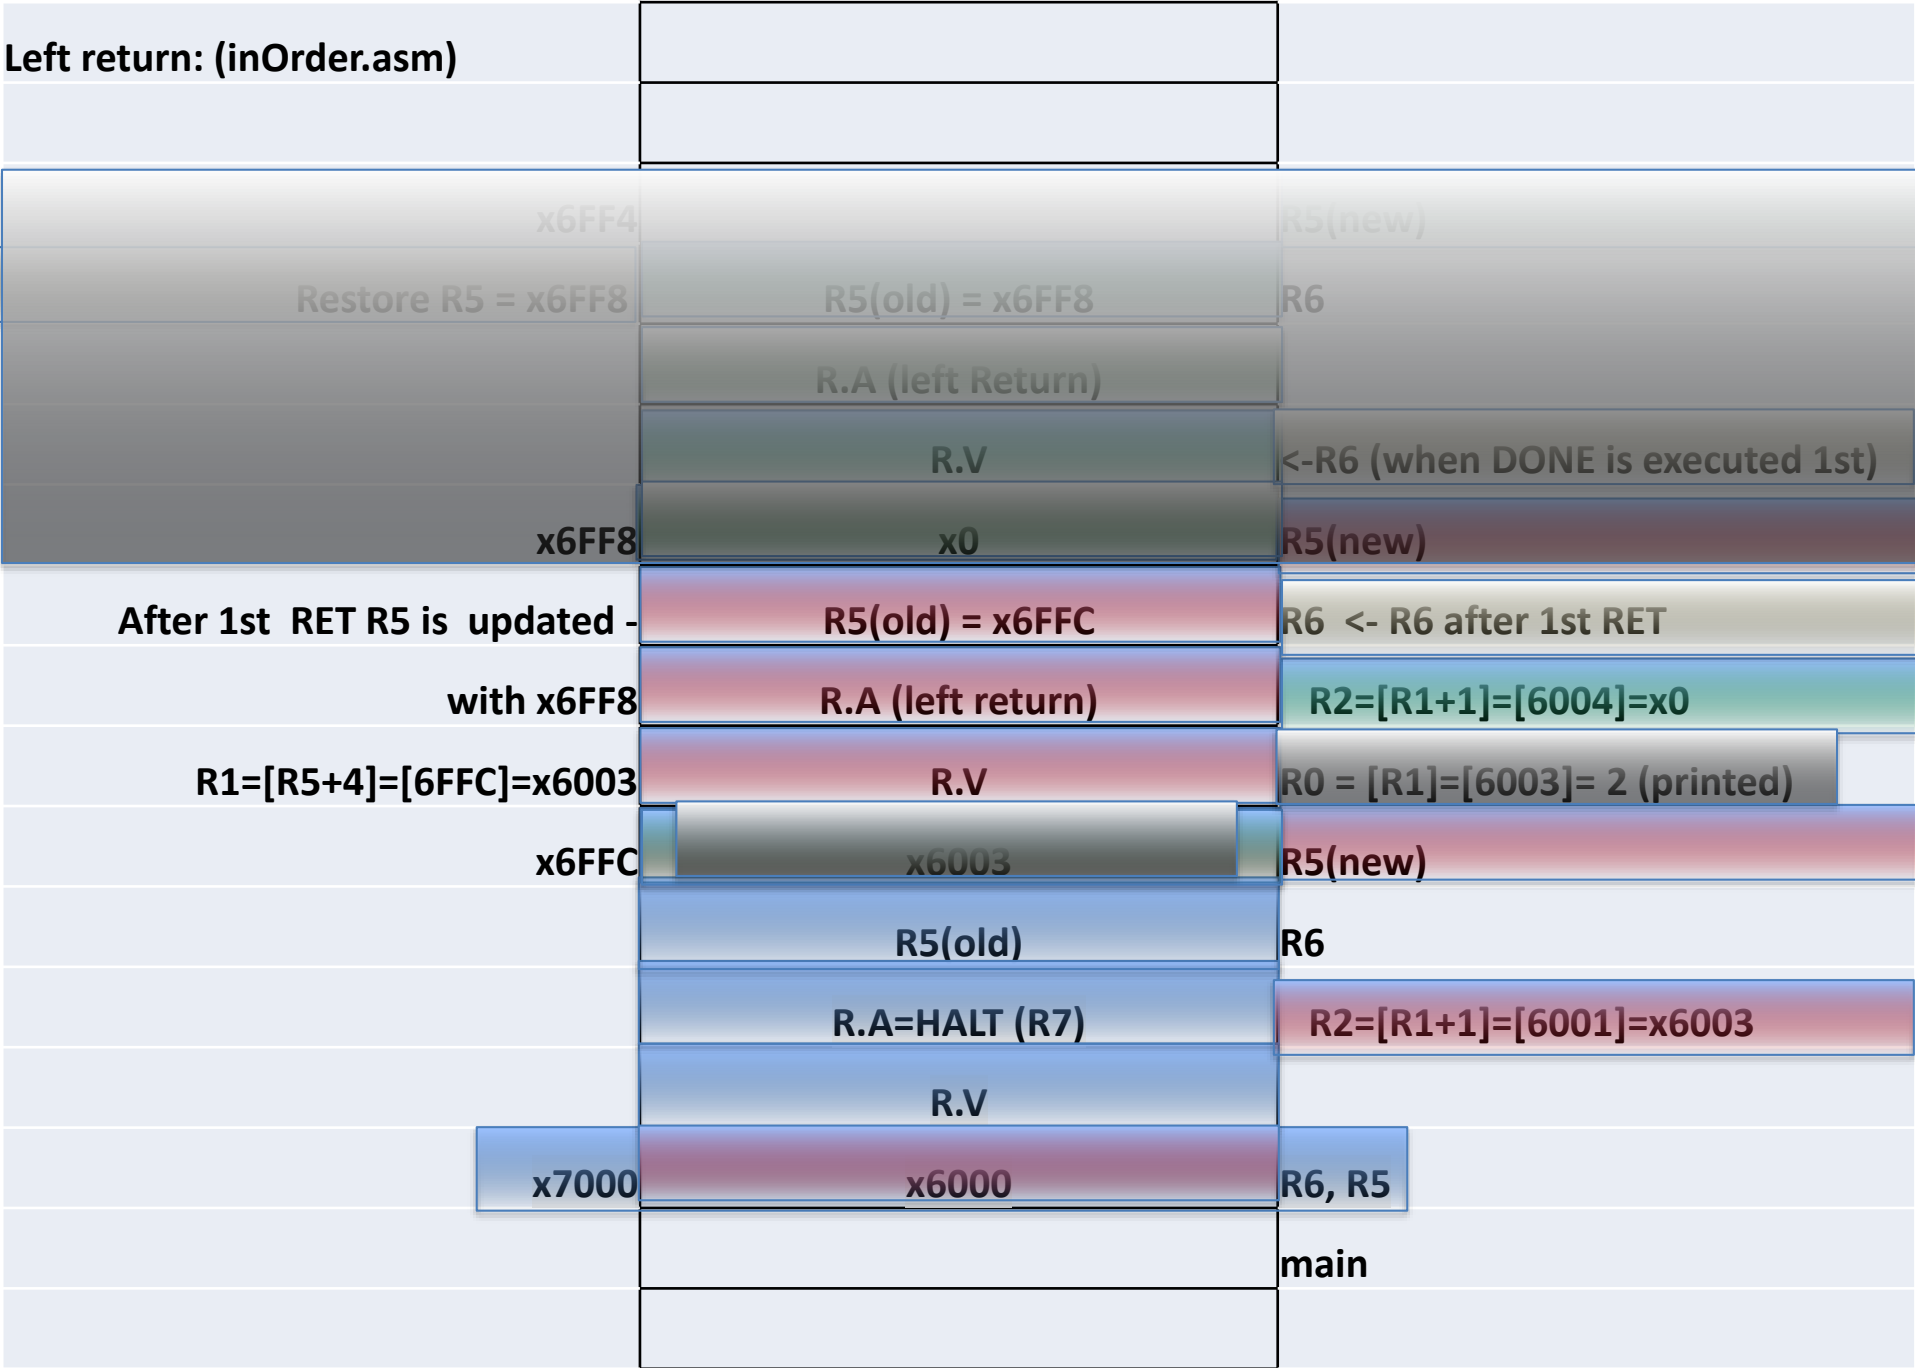 Left return: (inOrder.asm)
x6FF4 R5(new)
Restore R5 = x6FF8 R5(old) = x6FF8 R6
R.A (left Return)
R.V <-R6 (when DONE is executed 1st)
x6FF8 x0 R5(new)
After 1st RET R5 is updated - R5(old) = x6FFC R6 <- R6 after 1st RET
with x6FF8 R.A (left return) R2=[R1+1]=[6004]=x0
R1=[R5+4]=[6FFC]=x6003 R.V R0 = [R1]=[6003]= 2 (printed)
x6FFC x6003 R5(new)
R5(old) R6
R.A=HALT (R7) R2=[R1+1]=[6001]=x6003
R.V
x7000 x6000 R6, R5
main